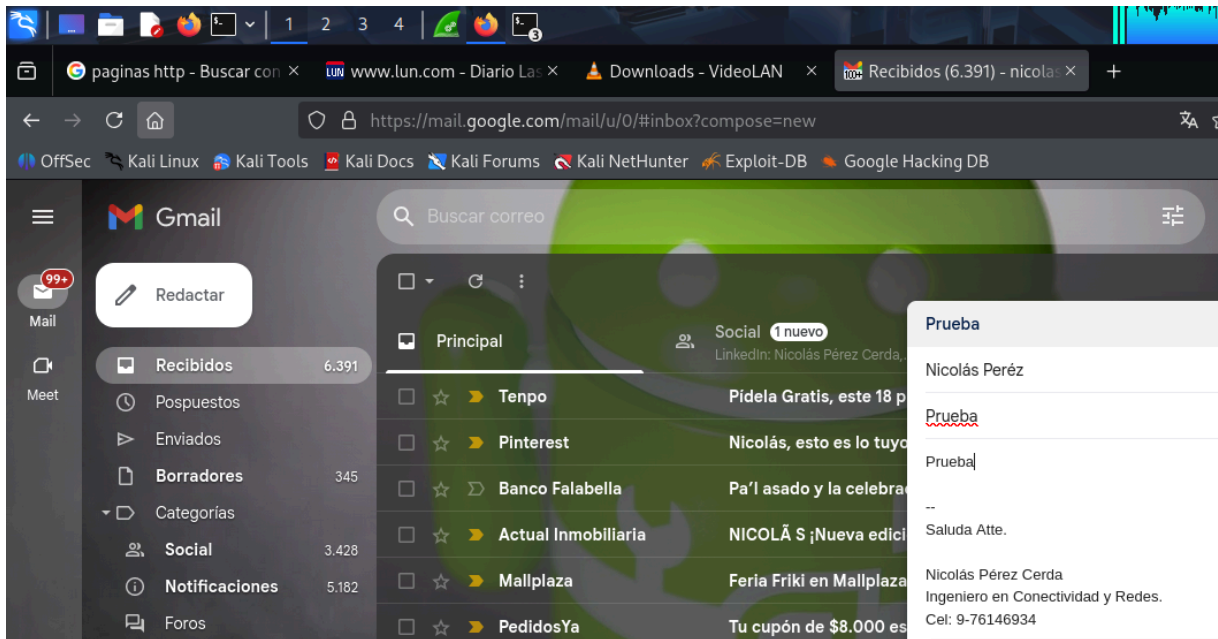 1 2 3 4
3
paginas http - Buscar con
LUN www.lun.com - Diario Las
Downloads - VideoLAN
100+ Recibidos (6.391) - nicolas
https://mail.google.com/mail/u/0/#inbox?compose=new
OffSec Kali Linux Kali Tools Kali Docs Kali Forums Kali NetHunter Exploit-DB Google Hacking DB
Gmail
Buscar correo
99+
Mail
Meet
Redactar
Recibidos 6.391
Pospuestos
Enviados
Borradores 345
Categorías
Social 3.428
Notificaciones 5.182
Foros
Principal
Social 1 nuevo
LinkedIn: Nicolás Pérez Cerda,.
Tenpo Pídela Gratis, este 18 p
Pinterest Nicolás, esto es lo tuyo
Banco Falabella Pa’l asado y la celebra
Actual Inmobiliaria NICOLÃ S ¡Nueva edici
Mallplaza Feria Friki en Mallplaza
PedidosYa Tu cupón de $8.000 es
Prueba
Nicolás Peréz
Prueba
Prueba
--
Saluda Atte.
Nicolás Pérez Cerda
Ingeniero en Conectividad y Redes.
Cel: 9-76146934